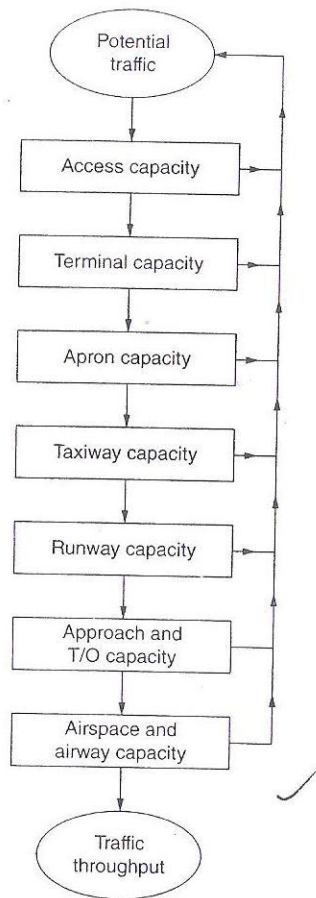 Potential
traffic
Access capacity
Terminal capacity
Apron capacity
Taxiway capacity
Runway capacity
Approach and
T/O capacity
Airspace and
airway capacity
Traffic
throughput